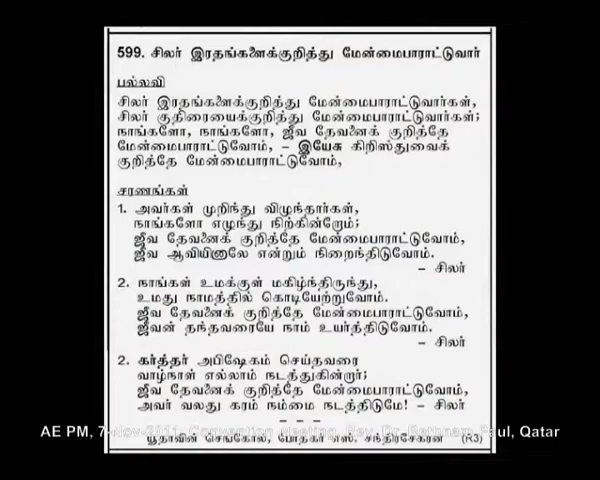 599. சிலர் இரதங்களைக்குறித்து மேன்மைபாராட்டுவார்
பல்லவி
சிலர் இரதங்களைக்குறித்து மேன்மைபாராட்டுவார்கள்,
சிலர் குதிரையைக்குறித்து மேன்மைபாராட்டுவார்கள்;
நாங்களோ, நாங்களோ, ஜீவ தேவனைக் குறித்தே
மேன்மைபாராட்டுவோம், – இயேசு கிறிஸ்துவைக்
குறித்தே மேன்மைபாராட்டுவோம்,
சரணங்கள்
1. அவர்கள் முறிந்து விழுந்தார்கள்,
நாங்களோ எழுந்து நிற்கின்றோம்;
ஜீவ தேவனைக் குறித்தே மேன்மைபாராட்டுவோம்,
ஜீவ ஆவியினாலே என்றும் நிறைந்திடுவோம்.
– சிலர்
2. நாங்கள் உமக்குள் மகிழ்ந்திருந்து,
உமது நாமத்தில் கொடியேற்றுவோம்.
ஜீவ தேவனைக் குறித்தே மேன்மைபாராட்டுவோம்,
ஜீவன் தந்தவரையே நாம் உயர்த்திடுவோம்.
– சிலர்
2. கர்த்தர் அபிஷேகம் செய்தவரை
வாழ்நாள் எல்லாம் நடத்துகின்றார்;
ஜீவ தேவனைக் குறித்தே மேன்மைபாராட்டுவோம்,
அவர் வலது கரம் நம்மை நடத்திடுமே! – சிலர்
– – –
AE PM, 7-Nov-2011, Convention Meeting, Rev. Dr. Rathnam Paul, Qatar
யூதாவின் செங்கோல், போதகர் எஸ். சந்திரசேகரன் (R3)